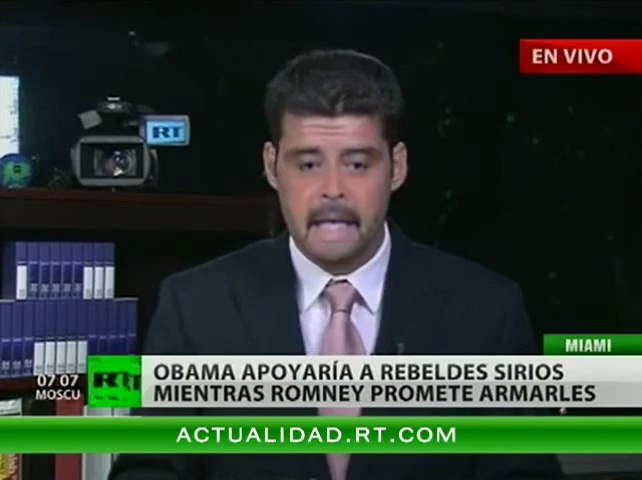 EN VIVO
RT
MIAMI
07:07
MOSCU
RT
OBAMA APOYARÍA A REBELDES SIRIOS
MIENTRAS ROMNEY PROMETE ARMARLES
ACTUALIDAD.RT.COM